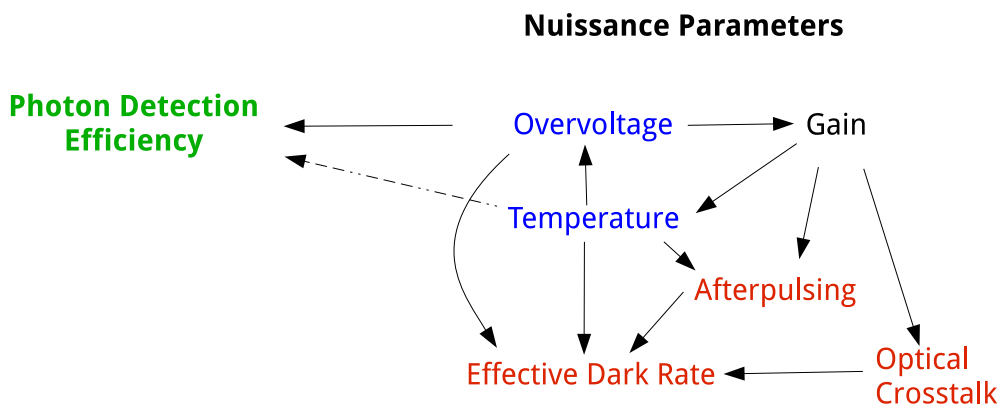 Nuissance Parameters
Photon Detection
Efficiency
Overvoltage
Gain
Temperature
Afterpulsing
Effective Dark Rate
Optical
Crosstalk